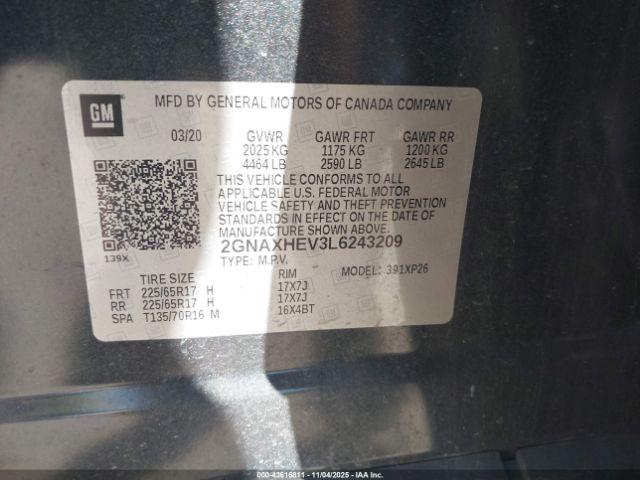 GM
MFD BY GENERAL MOTORS OF CANADA COMPANY
03/20 GVWR GAWR FRT GAWR RR
2025 KG 1175 KG 1200 KG
4464 LB 2590 LB 2645 LB
THIS VEHICLE CONFORMS TO ALL
APPLICABLE U.S. FEDERAL MOTOR
VEHICLE SAFETY AND THEFT PREVENTION
STANDARDS IN EFFECT ON THE DATE OF
MANUFACTURE SHOWN ABOVE.
2GNAXHEV3L6243209
139X
TYPE: M.P.V. MODEL: 391XP26
TIRE SIZE RIM
FRT 225/65R17 H 17X7J
RR 225/65R17 H 17X7J
SPA T135/70R16 M 16X4BT
000-43616811 - 11/04/2025 - IAAI.COM